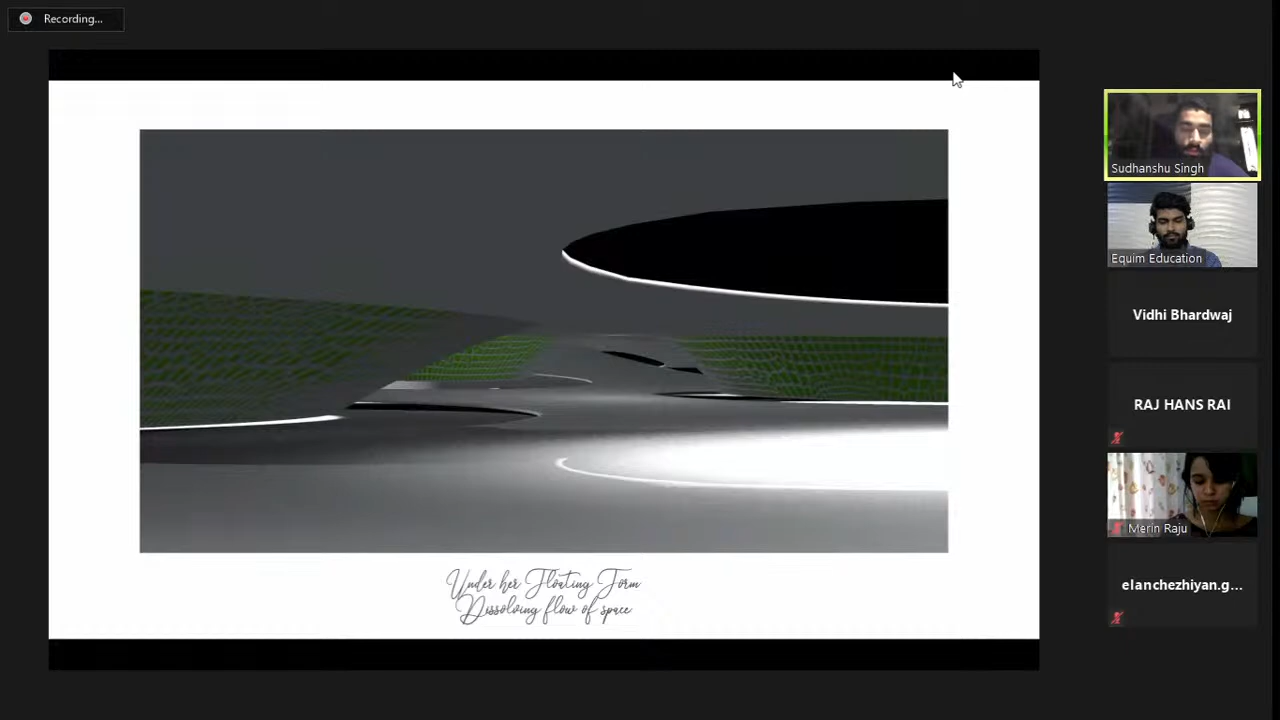 Recording...
Sudhanshu Singh
Equim Education
Vidhi Bhardwaj
RAJ HANS RAI
Merin Raju
elanchezhiyan.g...
Under her Floating Form
Dissolving flow of space